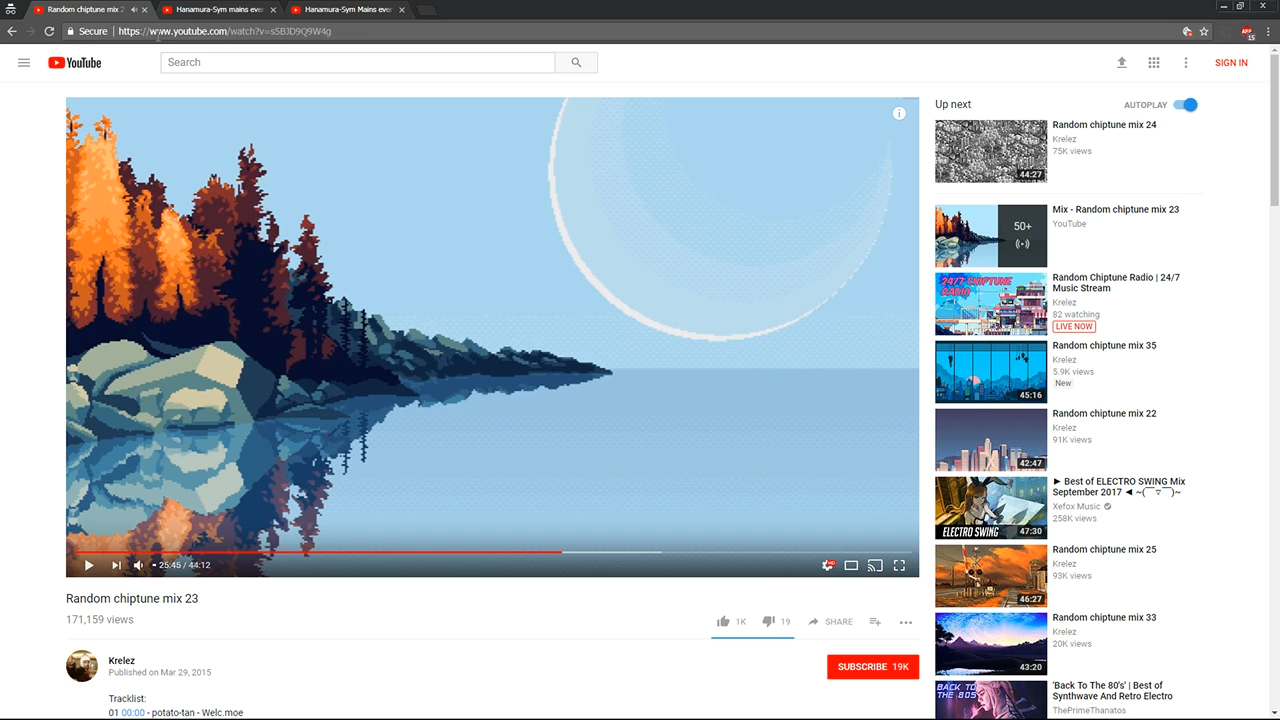 Random chiptune mix 2
Hanamura-Sym mains ever
Hanamura-Sym Mains ever
Secure
https://www.youtube.com/watch?v=sSBJD9Q9W4g
15
YouTube
Search
SIGN IN
Up next
AUTOPLAY
Random chiptune mix 24
Krelez
75K views
44:27
Mix - Random chiptune mix 23
YouTube
50+
24/7 CHIPTUNE
RADIO
Random Chiptune Radio | 24/7
Music Stream
Krelez
82 watching
LIVE NOW
Random chiptune mix 35
Krelez
5.9K views
New
45:16
Random chiptune mix 22
Krelez
91K views
42:47
► Best of ELECTRO SWING Mix
September 2017 ◄ ~(￣▽￣)~
Xefox Music
258K views
ELECTRO SWING
47:30
Random chiptune mix 25
Krelez
93K views
46:27
Random chiptune mix 33
Krelez
20K views
43:20
BACK TO
THE 80'S
'Back To The 80's' | Best of
Synthwave And Retro Electro
ThePrimeThanatos
25:45 / 44:12
HD
Random chiptune mix 23
171,159 views
1K
19
SHARE
Krelez
Published on Mar 29, 2015
SUBSCRIBE 19K
Tracklist:
01 00:00 - potato-tan - Welc.moe